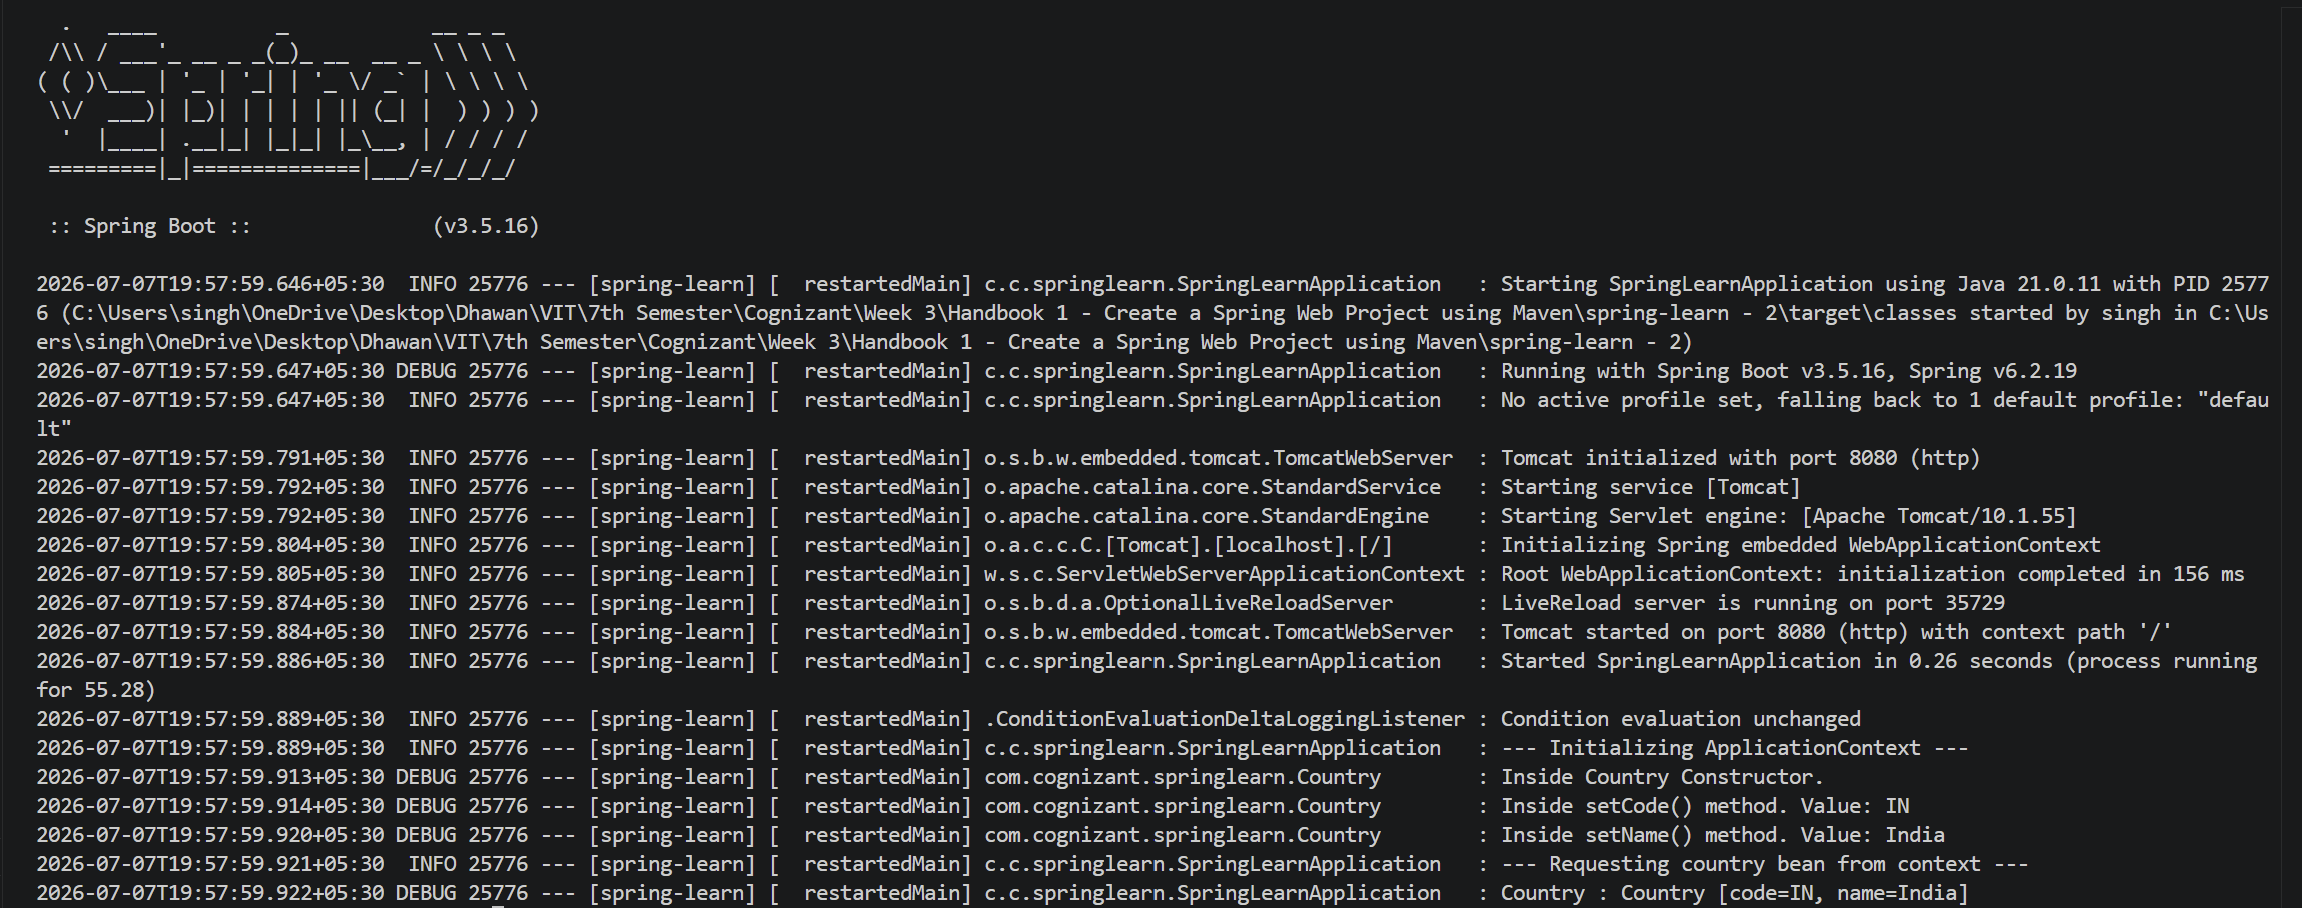 .   ____          _            __ _ _
 /\\ / ___'_ __ _ _(_)_ __  __ _ \ \ \ \
( ( )\___ | '_ | '_| | '_ \/ _` | \ \ \ \
 \\/  ___)| |_)| | | | | || (_| |  ) ) ) )
  '  |____| .__|_| |_|_| |_\__, | / / / /
 =========|_|==============|___/=/_/_/_/

 :: Spring Boot ::               (v3.5.16)

2026-07-07T19:57:59.646+05:30  INFO 25776 --- [spring-learn] [  restartedMain] c.c.springlearn.SpringLearnApplication   : Starting SpringLearnApplication using Java 21.0.11 with PID 2577
6 (C:\Users\singh\OneDrive\Desktop\Dhawan\VIT\7th Semester\Cognizant\Week 3\Handbook 1 - Create a Spring Web Project using Maven\spring-learn - 2\target\classes started by singh in C:\Us
ers\singh\OneDrive\Desktop\Dhawan\VIT\7th Semester\Cognizant\Week 3\Handbook 1 - Create a Spring Web Project using Maven\spring-learn - 2)
2026-07-07T19:57:59.647+05:30 DEBUG 25776 --- [spring-learn] [  restartedMain] c.c.springlearn.SpringLearnApplication   : Running with Spring Boot v3.5.16, Spring v6.2.19
2026-07-07T19:57:59.647+05:30  INFO 25776 --- [spring-learn] [  restartedMain] c.c.springlearn.SpringLearnApplication   : No active profile set, falling back to 1 default profile: "defau
lt"
2026-07-07T19:57:59.791+05:30  INFO 25776 --- [spring-learn] [  restartedMain] o.s.b.w.embedded.tomcat.TomcatWebServer  : Tomcat initialized with port 8080 (http)
2026-07-07T19:57:59.792+05:30  INFO 25776 --- [spring-learn] [  restartedMain] o.apache.catalina.core.StandardService   : Starting service [Tomcat]
2026-07-07T19:57:59.792+05:30  INFO 25776 --- [spring-learn] [  restartedMain] o.apache.catalina.core.StandardEngine    : Starting Servlet engine: [Apache Tomcat/10.1.55]
2026-07-07T19:57:59.804+05:30  INFO 25776 --- [spring-learn] [  restartedMain] o.a.c.c.C.[Tomcat].[localhost].[/]       : Initializing Spring embedded WebApplicationContext
2026-07-07T19:57:59.805+05:30  INFO 25776 --- [spring-learn] [  restartedMain] w.s.c.ServletWebServerApplicationContext : Root WebApplicationContext: initialization completed in 156 ms
2026-07-07T19:57:59.874+05:30  INFO 25776 --- [spring-learn] [  restartedMain] o.s.b.d.a.OptionalLiveReloadServer       : LiveReload server is running on port 35729
2026-07-07T19:57:59.884+05:30  INFO 25776 --- [spring-learn] [  restartedMain] o.s.b.w.embedded.tomcat.TomcatWebServer  : Tomcat started on port 8080 (http) with context path '/'
2026-07-07T19:57:59.886+05:30  INFO 25776 --- [spring-learn] [  restartedMain] c.c.springlearn.SpringLearnApplication   : Started SpringLearnApplication in 0.26 seconds (process running
for 55.28)
2026-07-07T19:57:59.889+05:30  INFO 25776 --- [spring-learn] [  restartedMain] .ConditionEvaluationDeltaLoggingListener : Condition evaluation unchanged
2026-07-07T19:57:59.889+05:30  INFO 25776 --- [spring-learn] [  restartedMain] c.c.springlearn.SpringLearnApplication   : --- Initializing ApplicationContext ---
2026-07-07T19:57:59.913+05:30 DEBUG 25776 --- [spring-learn] [  restartedMain] com.cognizant.springlearn.Country        : Inside Country Constructor.
2026-07-07T19:57:59.914+05:30 DEBUG 25776 --- [spring-learn] [  restartedMain] com.cognizant.springlearn.Country        : Inside setCode() method. Value: IN
2026-07-07T19:57:59.920+05:30 DEBUG 25776 --- [spring-learn] [  restartedMain] com.cognizant.springlearn.Country        : Inside setName() method. Value: India
2026-07-07T19:57:59.921+05:30  INFO 25776 --- [spring-learn] [  restartedMain] c.c.springlearn.SpringLearnApplication   : --- Requesting country bean from context ---
2026-07-07T19:57:59.922+05:30 DEBUG 25776 --- [spring-learn] [  restartedMain] c.c.springlearn.SpringLearnApplication   : Country : Country [code=IN, name=India]